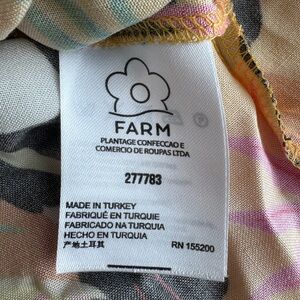 FARM
PLANTAGE CONFECCAO E
COMERCIO DE ROUPAS LTDA
277783
MADE IN TURKEY
FABRIQUÉ EN TURQUIE
FABRICADO NA TURQUIA
HECHO EN TURQUIA
产地土耳其 RN 155200